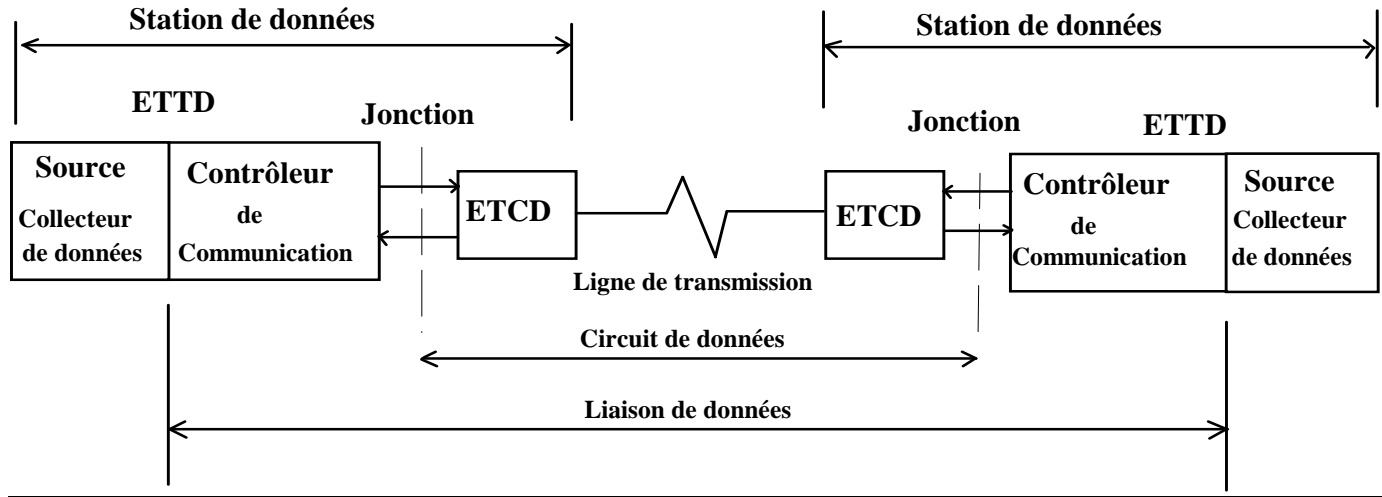 Station de données
Station de données
ETTD
Jonction
Jonction
ETTD
Source
Collecteur
de données
Contrôleur
de
Communication
ETCD
Ligne de transmission
ETCD
Contrôleur
de
Communication
Source
Collecteur
de données
Circuit de données
Liaison de données